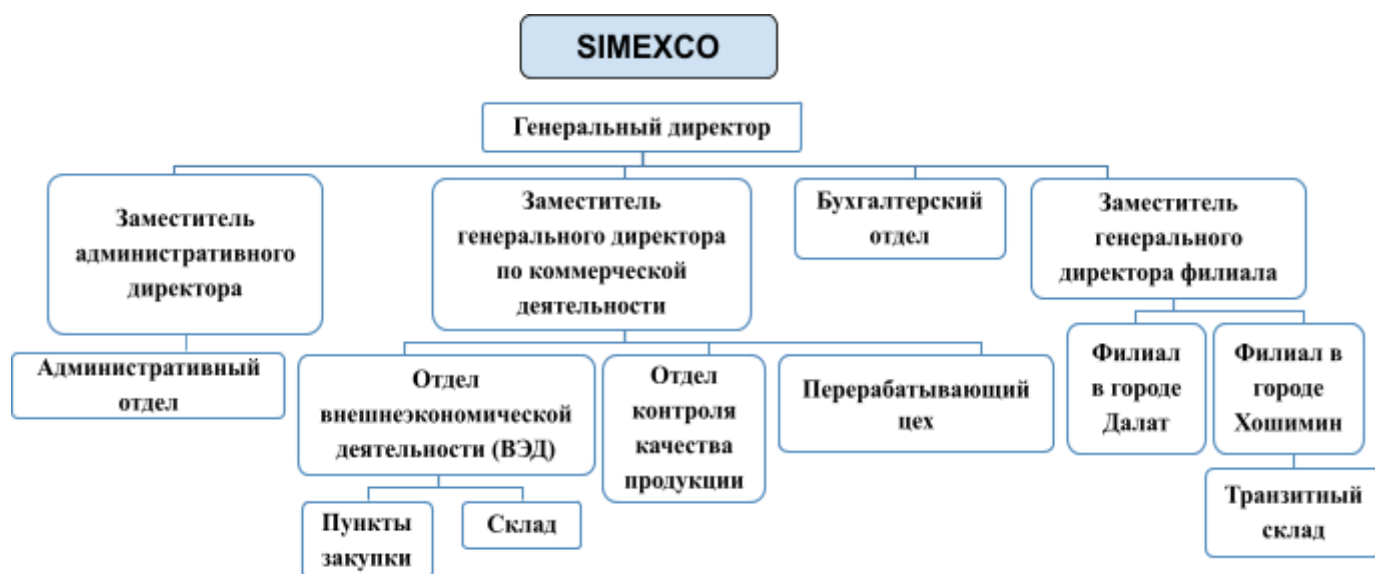 SIMEXCO
Генеральный директор
Заместитель
административного
директора
Заместитель
генерального директора
по коммерческой
деятельности
Бухгалтерский
отдел
Заместитель
генерального
директора филиала
Административный
отдел
Отдел
внешнеэкономической
деятельности (ВЭД)
Отдел
контроля
качества
продукции
Перерабатывающий
цех
Филиал
в городе
Далат
Филиал в
городе
Хошимин
Пункты
закупки
Склад
Транзитный
склад